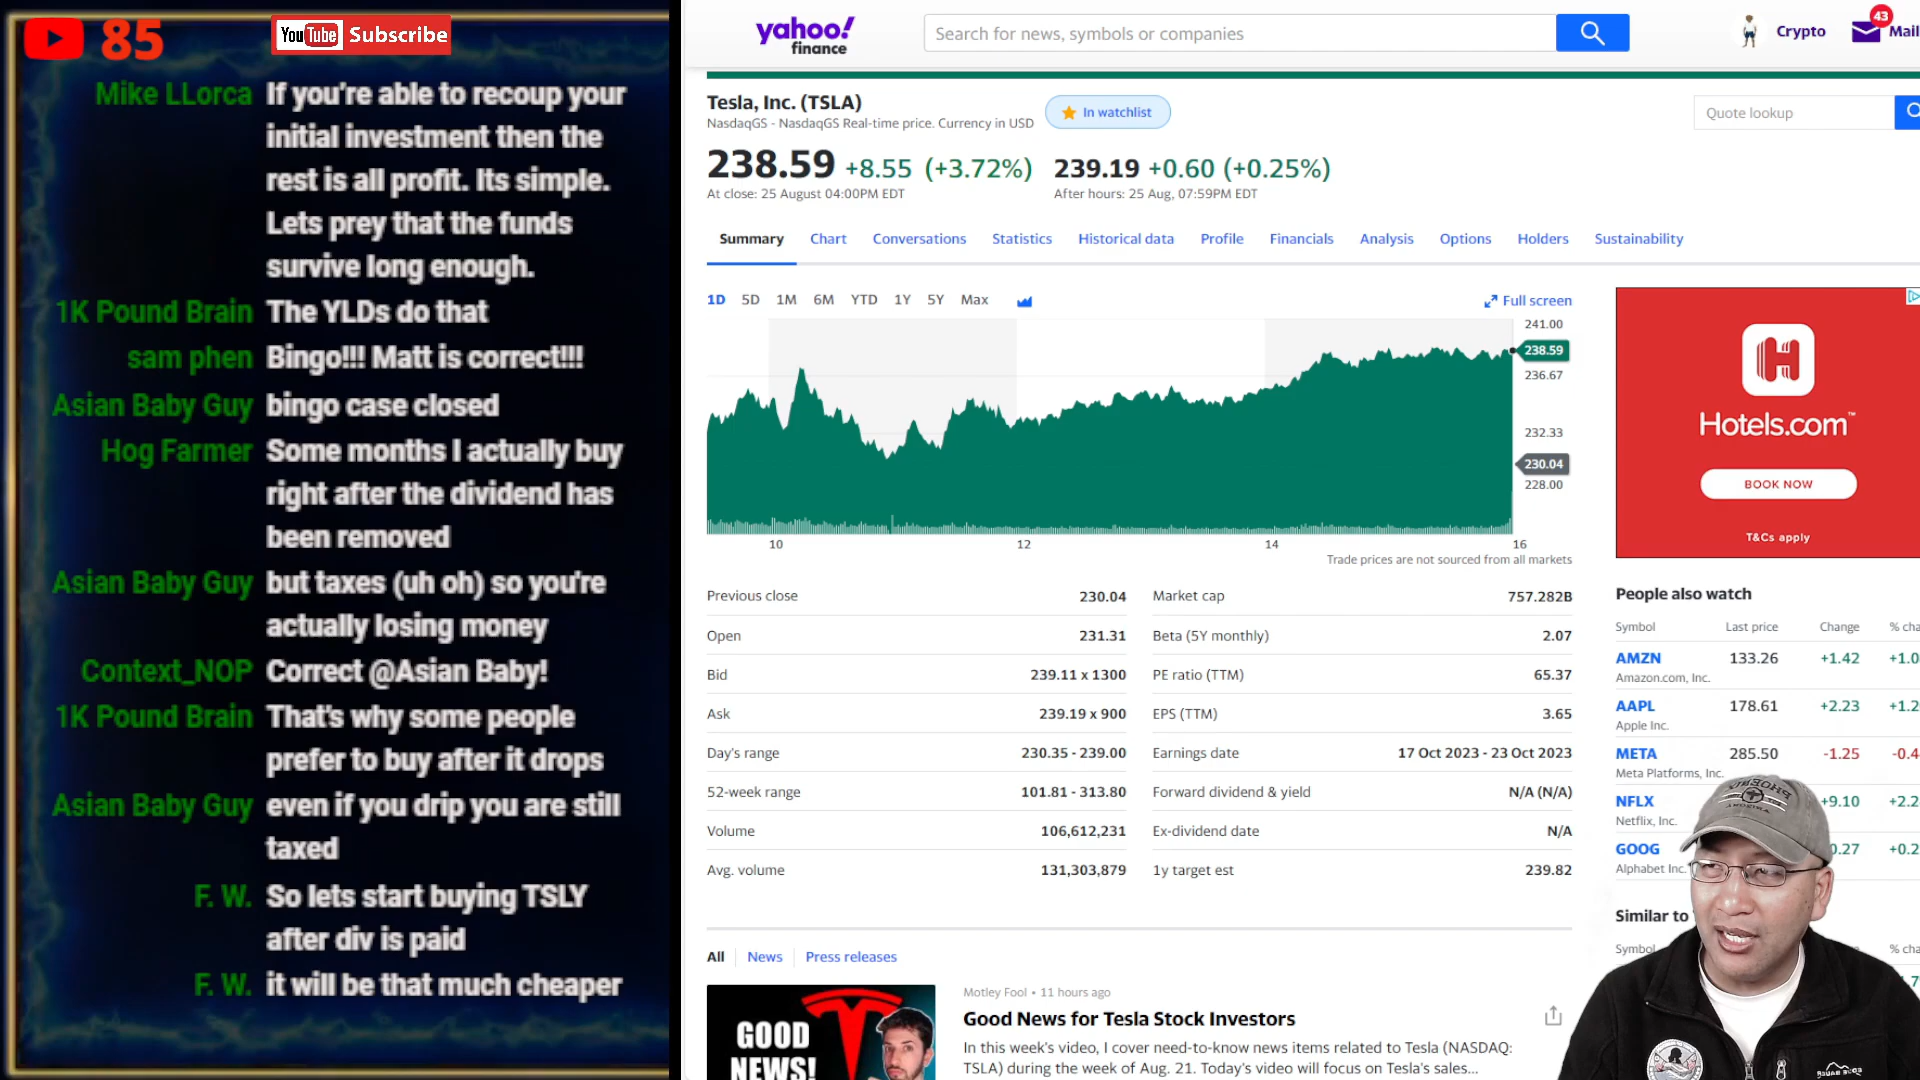 85
YouTube Subscribe
Mike LLorca If you're able to recoup your
initial investment then the
rest is all profit. Its simple.
Lets prey that the funds
survive long enough.
1K Pound Brain The YLDs do that
sam phen Bingo!!! Matt is correct!!!
Asian Baby Guy bingo case closed
Hog Farmer Some months I actually buy
right after the dividend has
been removed
Asian Baby Guy but taxes (uh oh) so you're
actually losing money
Context_NOP Correct @Asian Baby!
1K Pound Brain That's why some people
prefer to buy after it drops
Asian Baby Guy even if you drip you are still
taxed
F. W. So lets start buying TSLY
after div is paid
F. W. it will be that much cheaper
yahoo!
finance
Search for news, symbols or companies
Crypto
43
Mail
Tesla, Inc. (TSLA)
NasdaqGS - NasdaqGS Real-time price. Currency in USD
In watchlist
Quote lookup
238.59 +8.55 (+3.72%) 239.19 +0.60 (+0.25%)
At close: 25 August 04:00PM EDT After hours: 25 Aug, 07:59PM EDT
Summary Chart Conversations Statistics Historical data Profile Financials Analysis Options Holders Sustainability
1D 5D 1M 6M YTD 1Y 5Y Max
Full screen
241.00
238.59
236.67
232.33
230.04
228.00
10 12 14 16
Trade prices are not sourced from all markets
Previous close 230.04 Market cap 757.282B
Open 231.31 Beta (5Y monthly) 2.07
Bid 239.11 x 1300 PE ratio (TTM) 65.37
Ask 239.19 x 900 EPS (TTM) 3.65
Day's range 230.35 - 239.00 Earnings date 17 Oct 2023 - 23 Oct 2023
52-week range 101.81 - 313.80 Forward dividend & yield N/A (N/A)
Volume 106,612,231 Ex-dividend date N/A
Avg. volume 131,303,879 1y target est 239.82
Hotels.com™
BOOK NOW
T&Cs apply
People also watch
Symbol Last price Change % cha
AMZN 133.26 +1.42 +1.0
Amazon.com, Inc.
AAPL 178.61 +2.23 +1.2
Apple Inc.
META 285.50 -1.25 -0.4
Meta Platforms, Inc.
NFLX +9.10 +2.2
Netflix, Inc.
GOOG 0.27 +0.2
Alphabet Inc.
Similar to
Symbol % cha
All News Press releases
GOOD
NEWS!
Motley Fool • 11 hours ago
Good News for Tesla Stock Investors
In this week's video, I cover need-to-know news items related to Tesla (NASDAQ:
TSLA) during the week of Aug. 21. Today's video will focus on Tesla's sales...